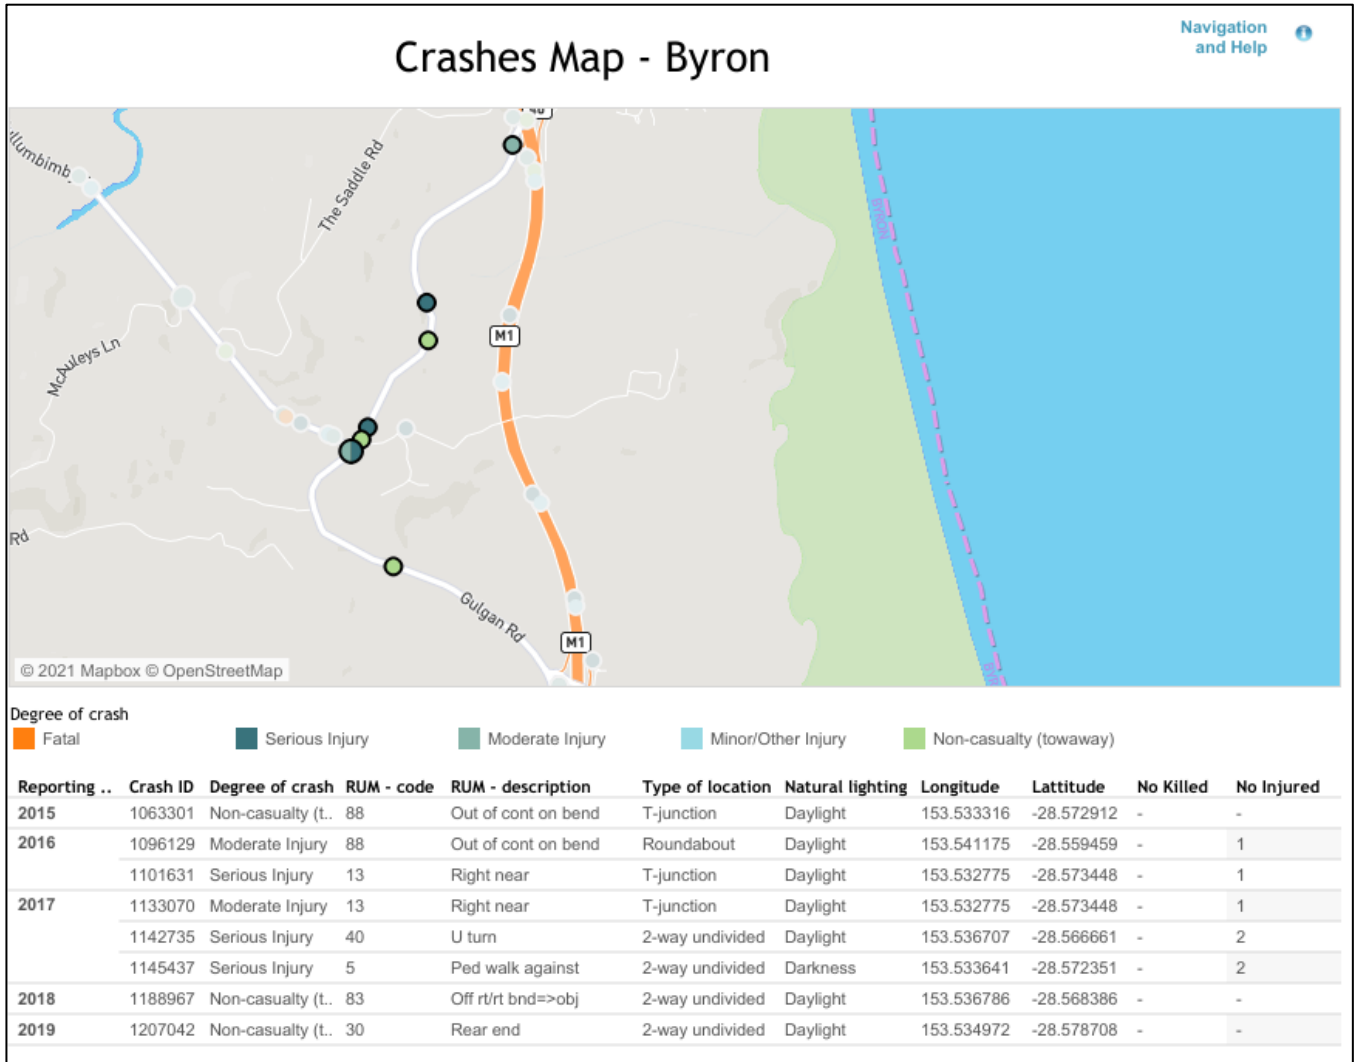 Navigation
and Help
Crashes Map - Byron
The Saddle Rd
BYRON
M1
McAuleys Ln
Rd
Gulgan Rd
M1
© 2021 Mapbox © OpenStreetMap
Degree of crash
Fatal Serious Injury Moderate Injury Minor/Other Injury Non-casualty (towaway)
Reporting .. Crash ID Degree of crash RUM - code RUM - description Type of location Natural lighting Longitude Lattitude No Killed No Injured
2015 1063301 Non-casualty (t.. 88 Out of cont on bend T-junction Daylight 153.533316 -28.572912 - -
2016 1096129 Moderate Injury 88 Out of cont on bend Roundabout Daylight 153.541175 -28.559459 - 1
1101631 Serious Injury 13 Right near T-junction Daylight 153.532775 -28.573448 - 1
2017 1133070 Moderate Injury 13 Right near T-junction Daylight 153.532775 -28.573448 - 1
1142735 Serious Injury 40 U turn 2-way undivided Daylight 153.536707 -28.566661 - 2
1145437 Serious Injury 5 Ped walk against 2-way undivided Darkness 153.533641 -28.572351 - 2
2018 1188967 Non-casualty (t.. 83 Off rt/rt bnd=>obj 2-way undivided Daylight 153.536786 -28.568386 - -
2019 1207042 Non-casualty (t.. 30 Rear end 2-way undivided Daylight 153.534972 -28.578708 - -